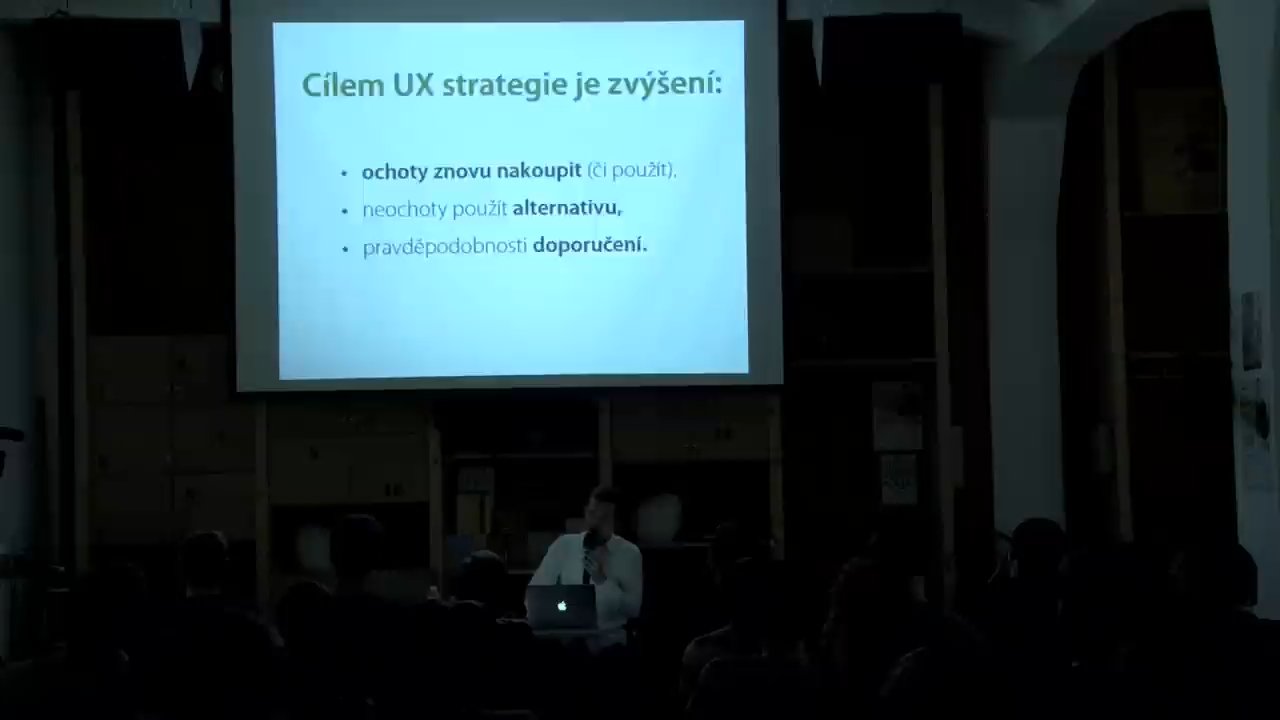 Cílem UX strategie je zvýšení:
• ochoty znovu nakoupit (či použít),
• neochoty použít alternativu,
• pravděpodobnosti doporučení.